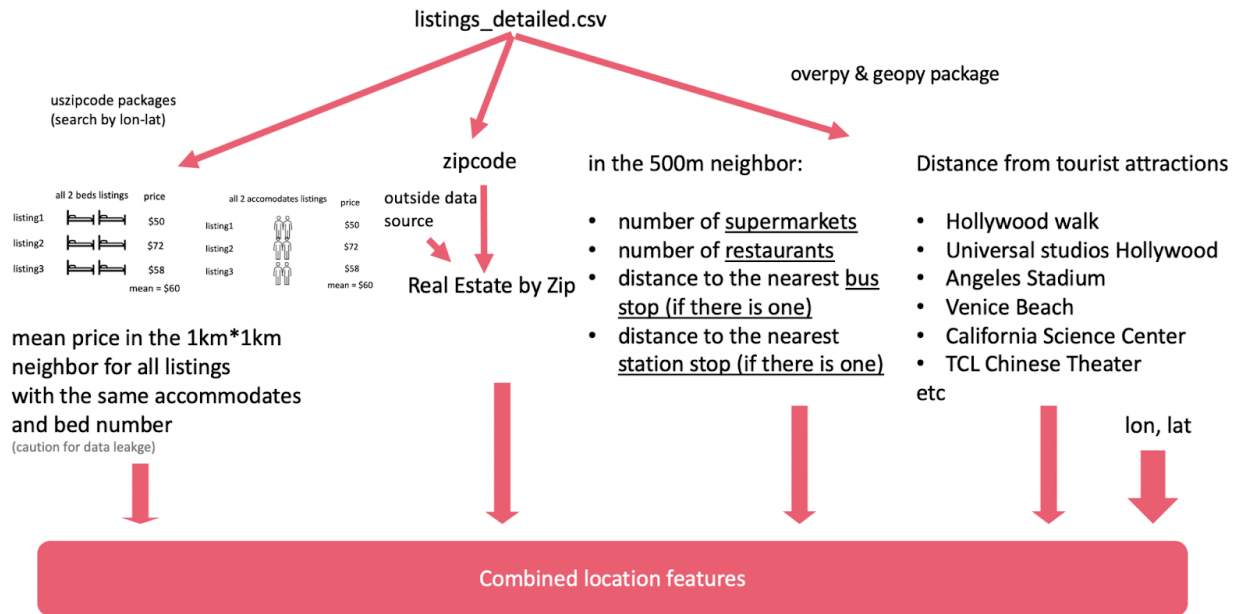 listings_detailed.csv
uszipcode packages
(search by lon-lat)
overpy & geopy package
all 2 beds listings price
listing1 $50
listing2 $72
listing3 $58
mean = $60
all 2 accomodates listings price
listing1 $50
listing2 $72
listing3 $58
mean = $60
mean price in the 1km*1km
neighbor for all listings
with the same accommodates
and bed number
(caution for data leakge)
zipcode
outside data
source
Real Estate by Zip
in the 500m neighbor:
• number of supermarkets
• number of restaurants
• distance to the nearest bus
stop (if there is one)
• distance to the nearest
station stop (if there is one)
Distance from tourist attractions
• Hollywood walk
• Universal studios Hollywood
• Angeles Stadium
• Venice Beach
• California Science Center
• TCL Chinese Theater
etc
lon, lat
Combined location features